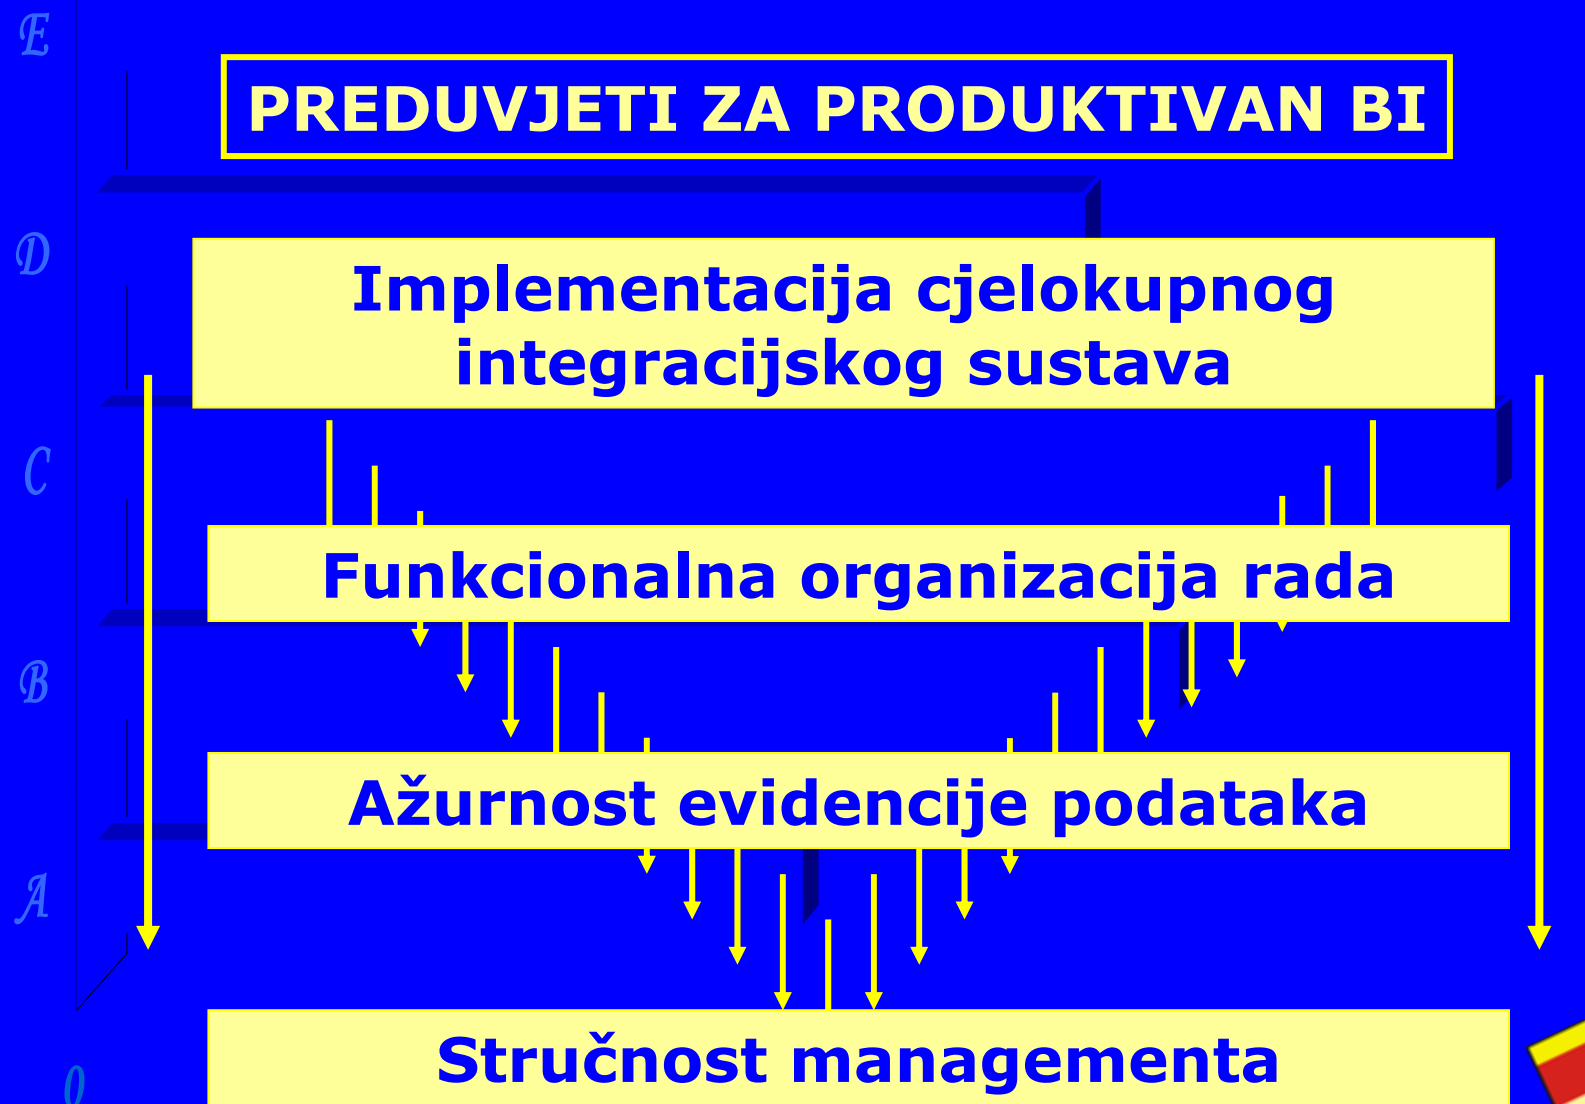 E
PREDUVJETI ZA PRODUKTIVAN BI
D
Implementacija cjelokupnog
integracijskog sustava
C
Funkcionalna organizacija rada
B
Ažurnost evidencije podataka
A
Stručnost managementa
0